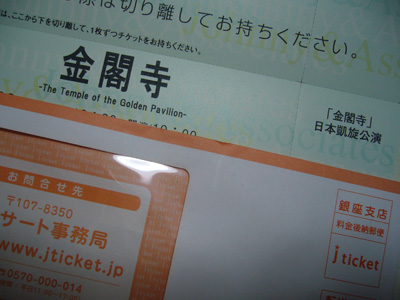 際は切り離してお持ちください。
は、ここから下を切り離して、1枚ずつチケットをお持ちください。
金閣寺
-The Temple of the Golden Pavilion-
「金閣寺」
日本凱旋公演
お問合せ先
〒107-8350
サート事務局
www.jticket.jp
0570-000-014
銀座支店
料金後納郵便
j ticket